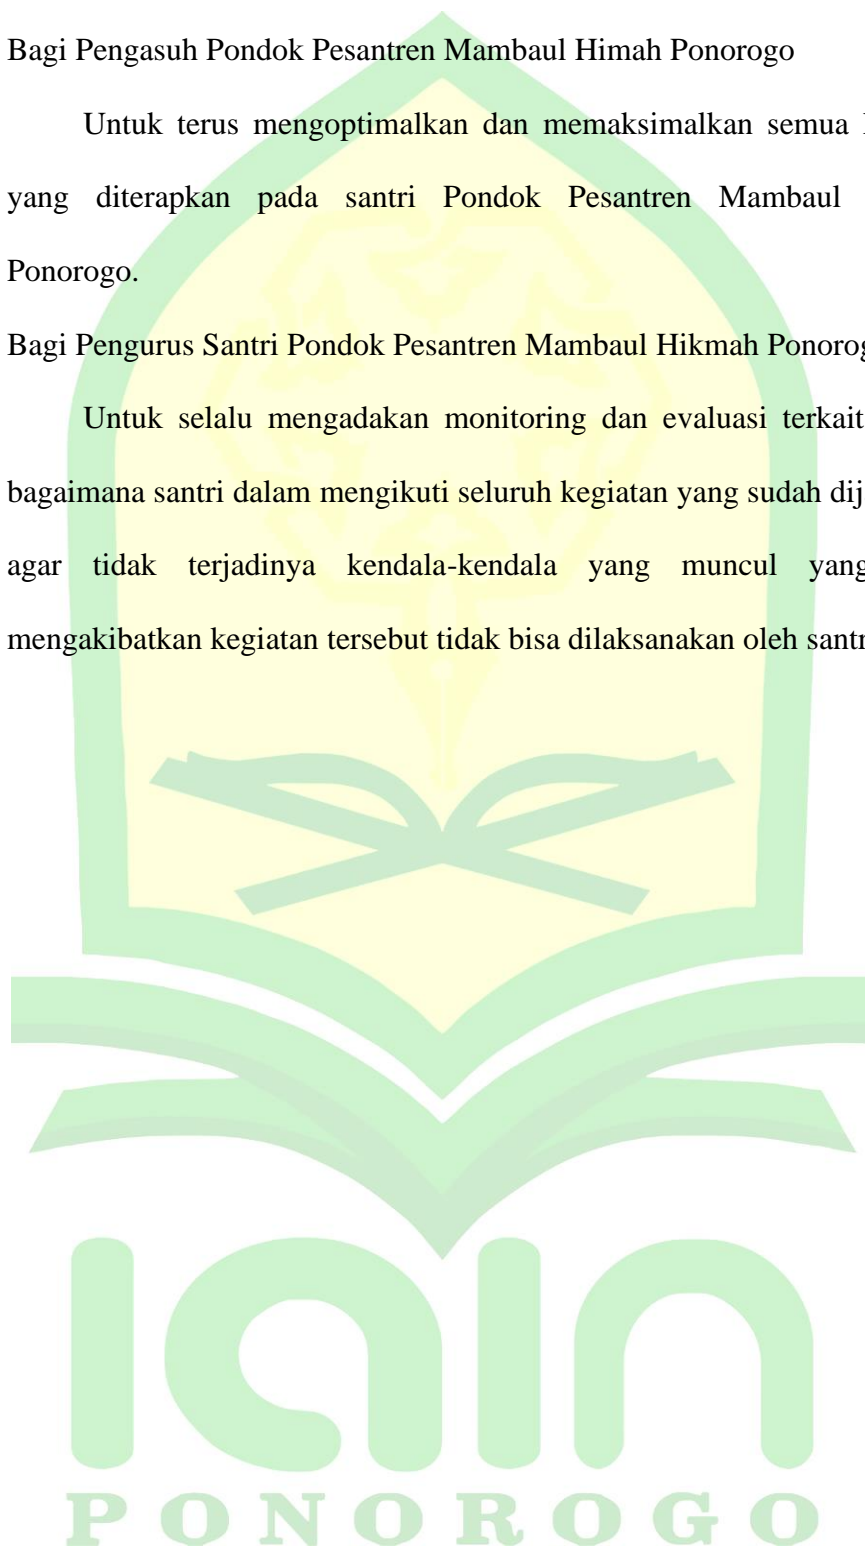 Bagi Pengasuh Pondok Pesantren Mambaul Himah Ponorogo
Untuk terus mengoptimalkan dan memaksimalkan semua
yang diterapkan pada santri Pondok Pesantren Mambaul
Ponorogo.
Bagi Pengurus Santri Pondok Pesantren Mambaul Hikmah
Untuk selalu mengadakan monitoring dan evaluasi terkait
bagaimana santri dalam mengikuti seluruh kegiatan yang sudah
agar tidak terjadinya kendala-kendala yang muncul yang
mengakibatkan kegiatan tersebut tidak bisa dilaksanakan oleh
iain
PONOROGO